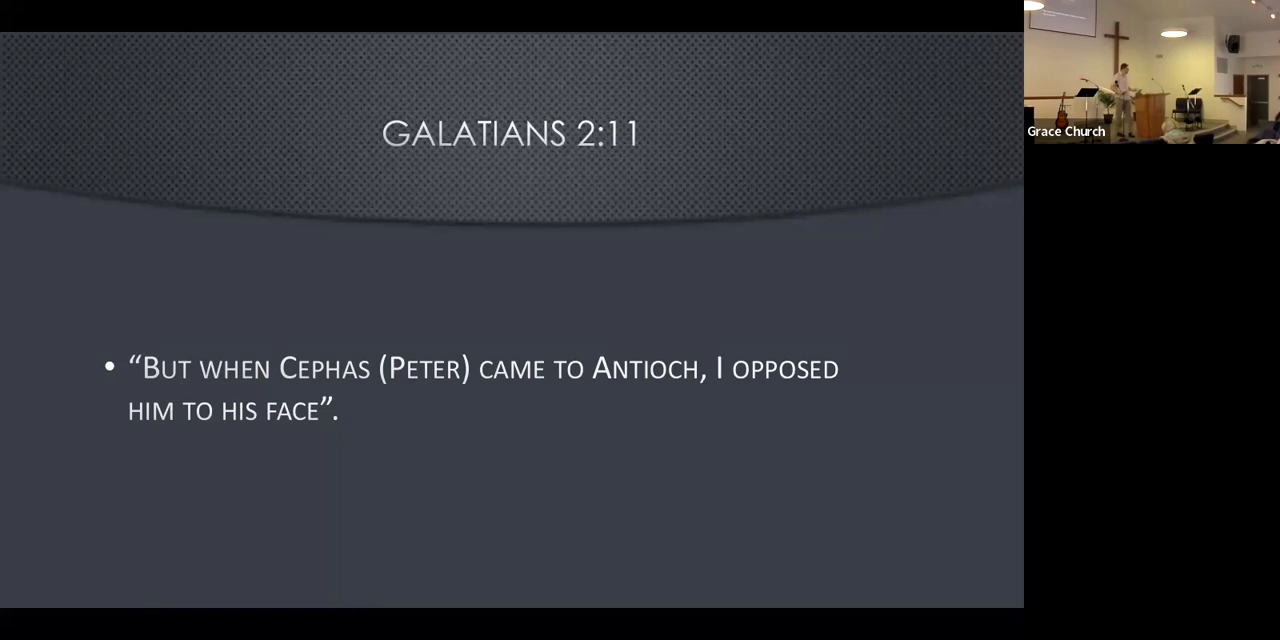 GALATIANS 2:11
• “BUT WHEN CEPHAS (PETER) CAME TO ANTIOCH, I OPPOSED
HIM TO HIS FACE”.
Grace Church